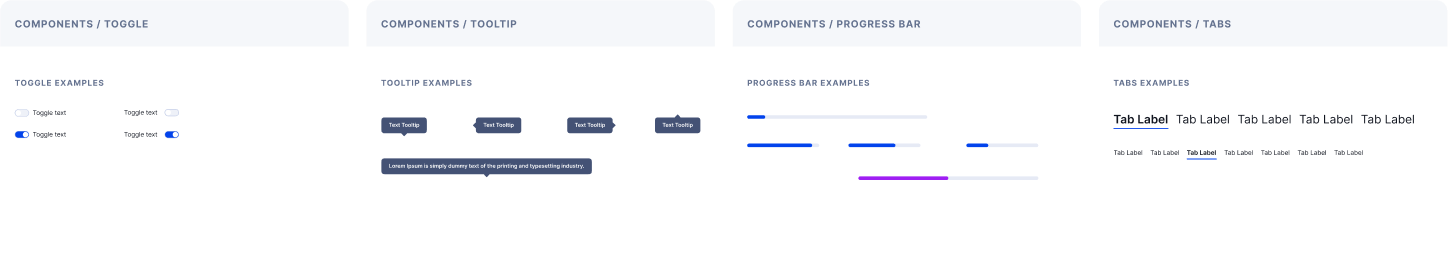 COMPONENTS / TOGGLE
TOGGLE EXAMPLES
Toggle text
Toggle text
Toggle text
Toggle text
COMPONENTS / TOOLTIP
TOOLTIP EXAMPLES
Text Tooltip
Text Tooltip
Text Tooltip
Text Tooltip
Lorem Ipsum is simply dummy text of the printing and typesetting industry.
COMPONENTS / PROGRESS BAR
PROGRESS BAR EXAMPLES
COMPONENTS / TABS
TABS EXAMPLES
Tab Label Tab Label Tab Label Tab Label Tab Label
Tab Label Tab Label Tab Label Tab Label Tab Label Tab Label Tab Label